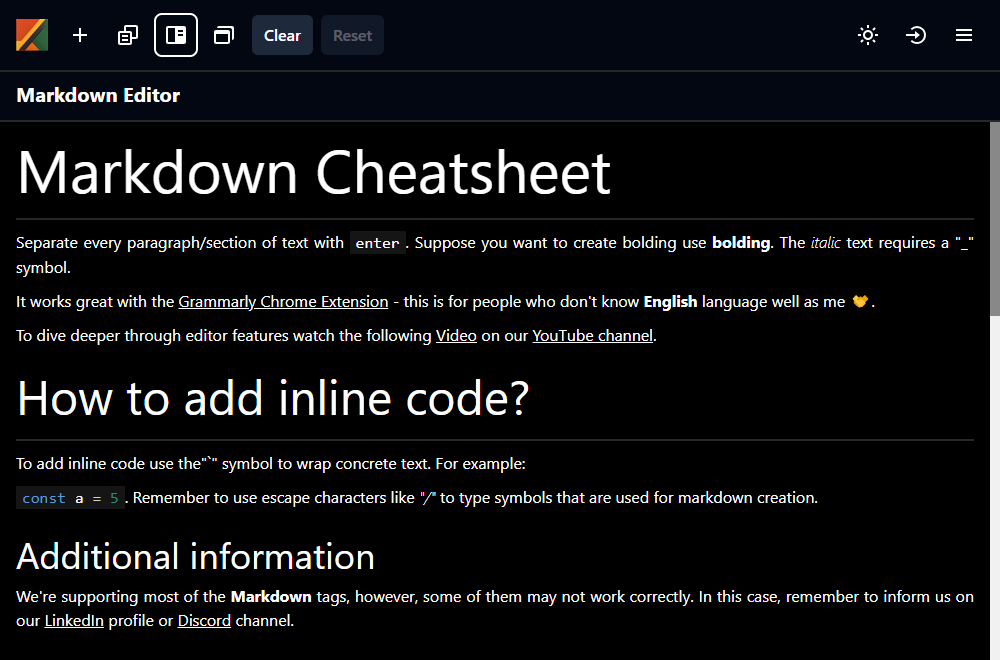 Clear Reset
Markdown Editor
Markdown Cheatsheet
Separate every paragraph/section of text with enter. Suppose you want to create bolding use bolding. The italic text requires a "_"
symbol.
It works great with the Grammarly Chrome Extension - this is for people who don't know English language well as me 🤝.
To dive deeper through editor features watch the following Video on our YouTube channel.
How to add inline code?
To add inline code use the"`" symbol to wrap concrete text. For example:
const a = 5. Remember to use escape characters like "/" to type symbols that are used for markdown creation.
Additional information
We're supporting most of the Markdown tags, however, some of them may not work correctly. In this case, remember to inform us on
our LinkedIn profile or Discord channel.